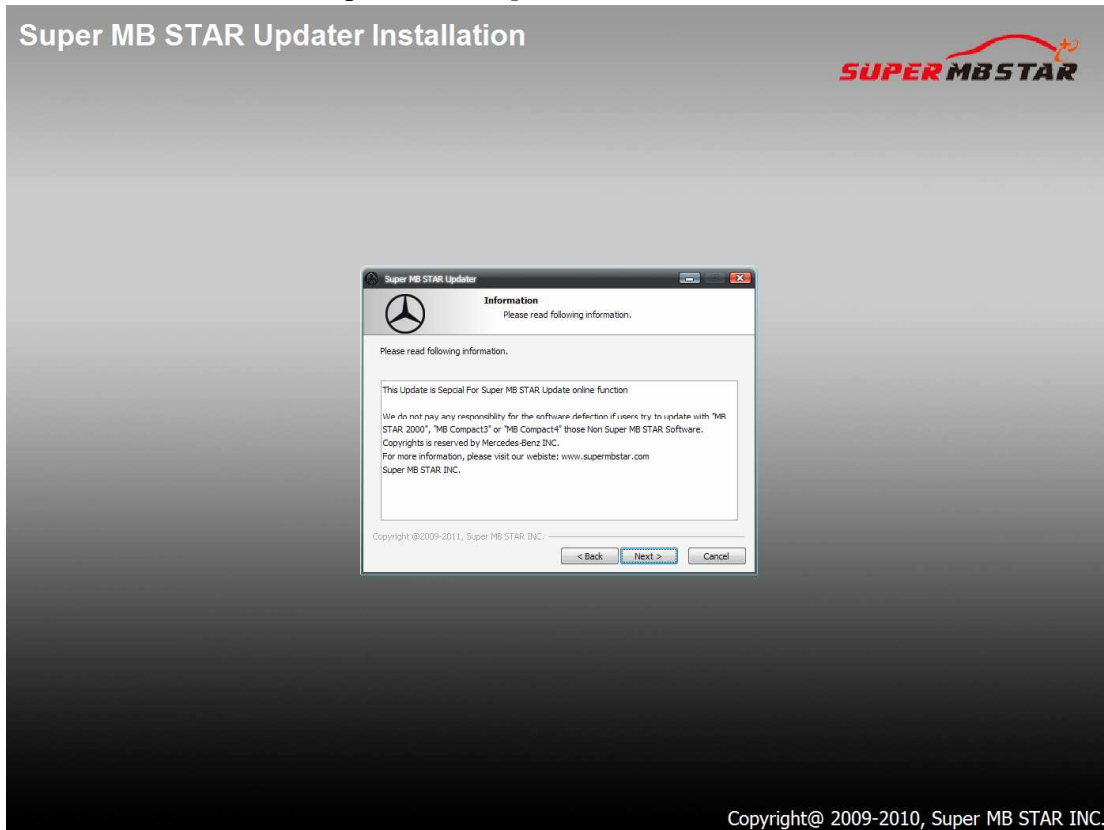 Super MB STAR Updater Installation
SUPER MBSTAR
Super MB STAR Updater
Information
Please read following information.
Please read following information.
This Update is Sepcial For Super MB STAR Update online function
We do not pay any responsiblity for the software defection if users try to update with "MB
STAR 2000", "MB Compact3" or "MB Compact4" those Non Super MB STAR Software.
Copyrights is reserved by Mercedes-Benz INC.
For more information, please visit our webiste: www.supermbstar.com
Super MB STAR INC.
Copyright @2009-2011, Super MB STAR INC.
< Back
Next >
Cancel
Copyright@ 2009-2010, Super MB STAR INC.